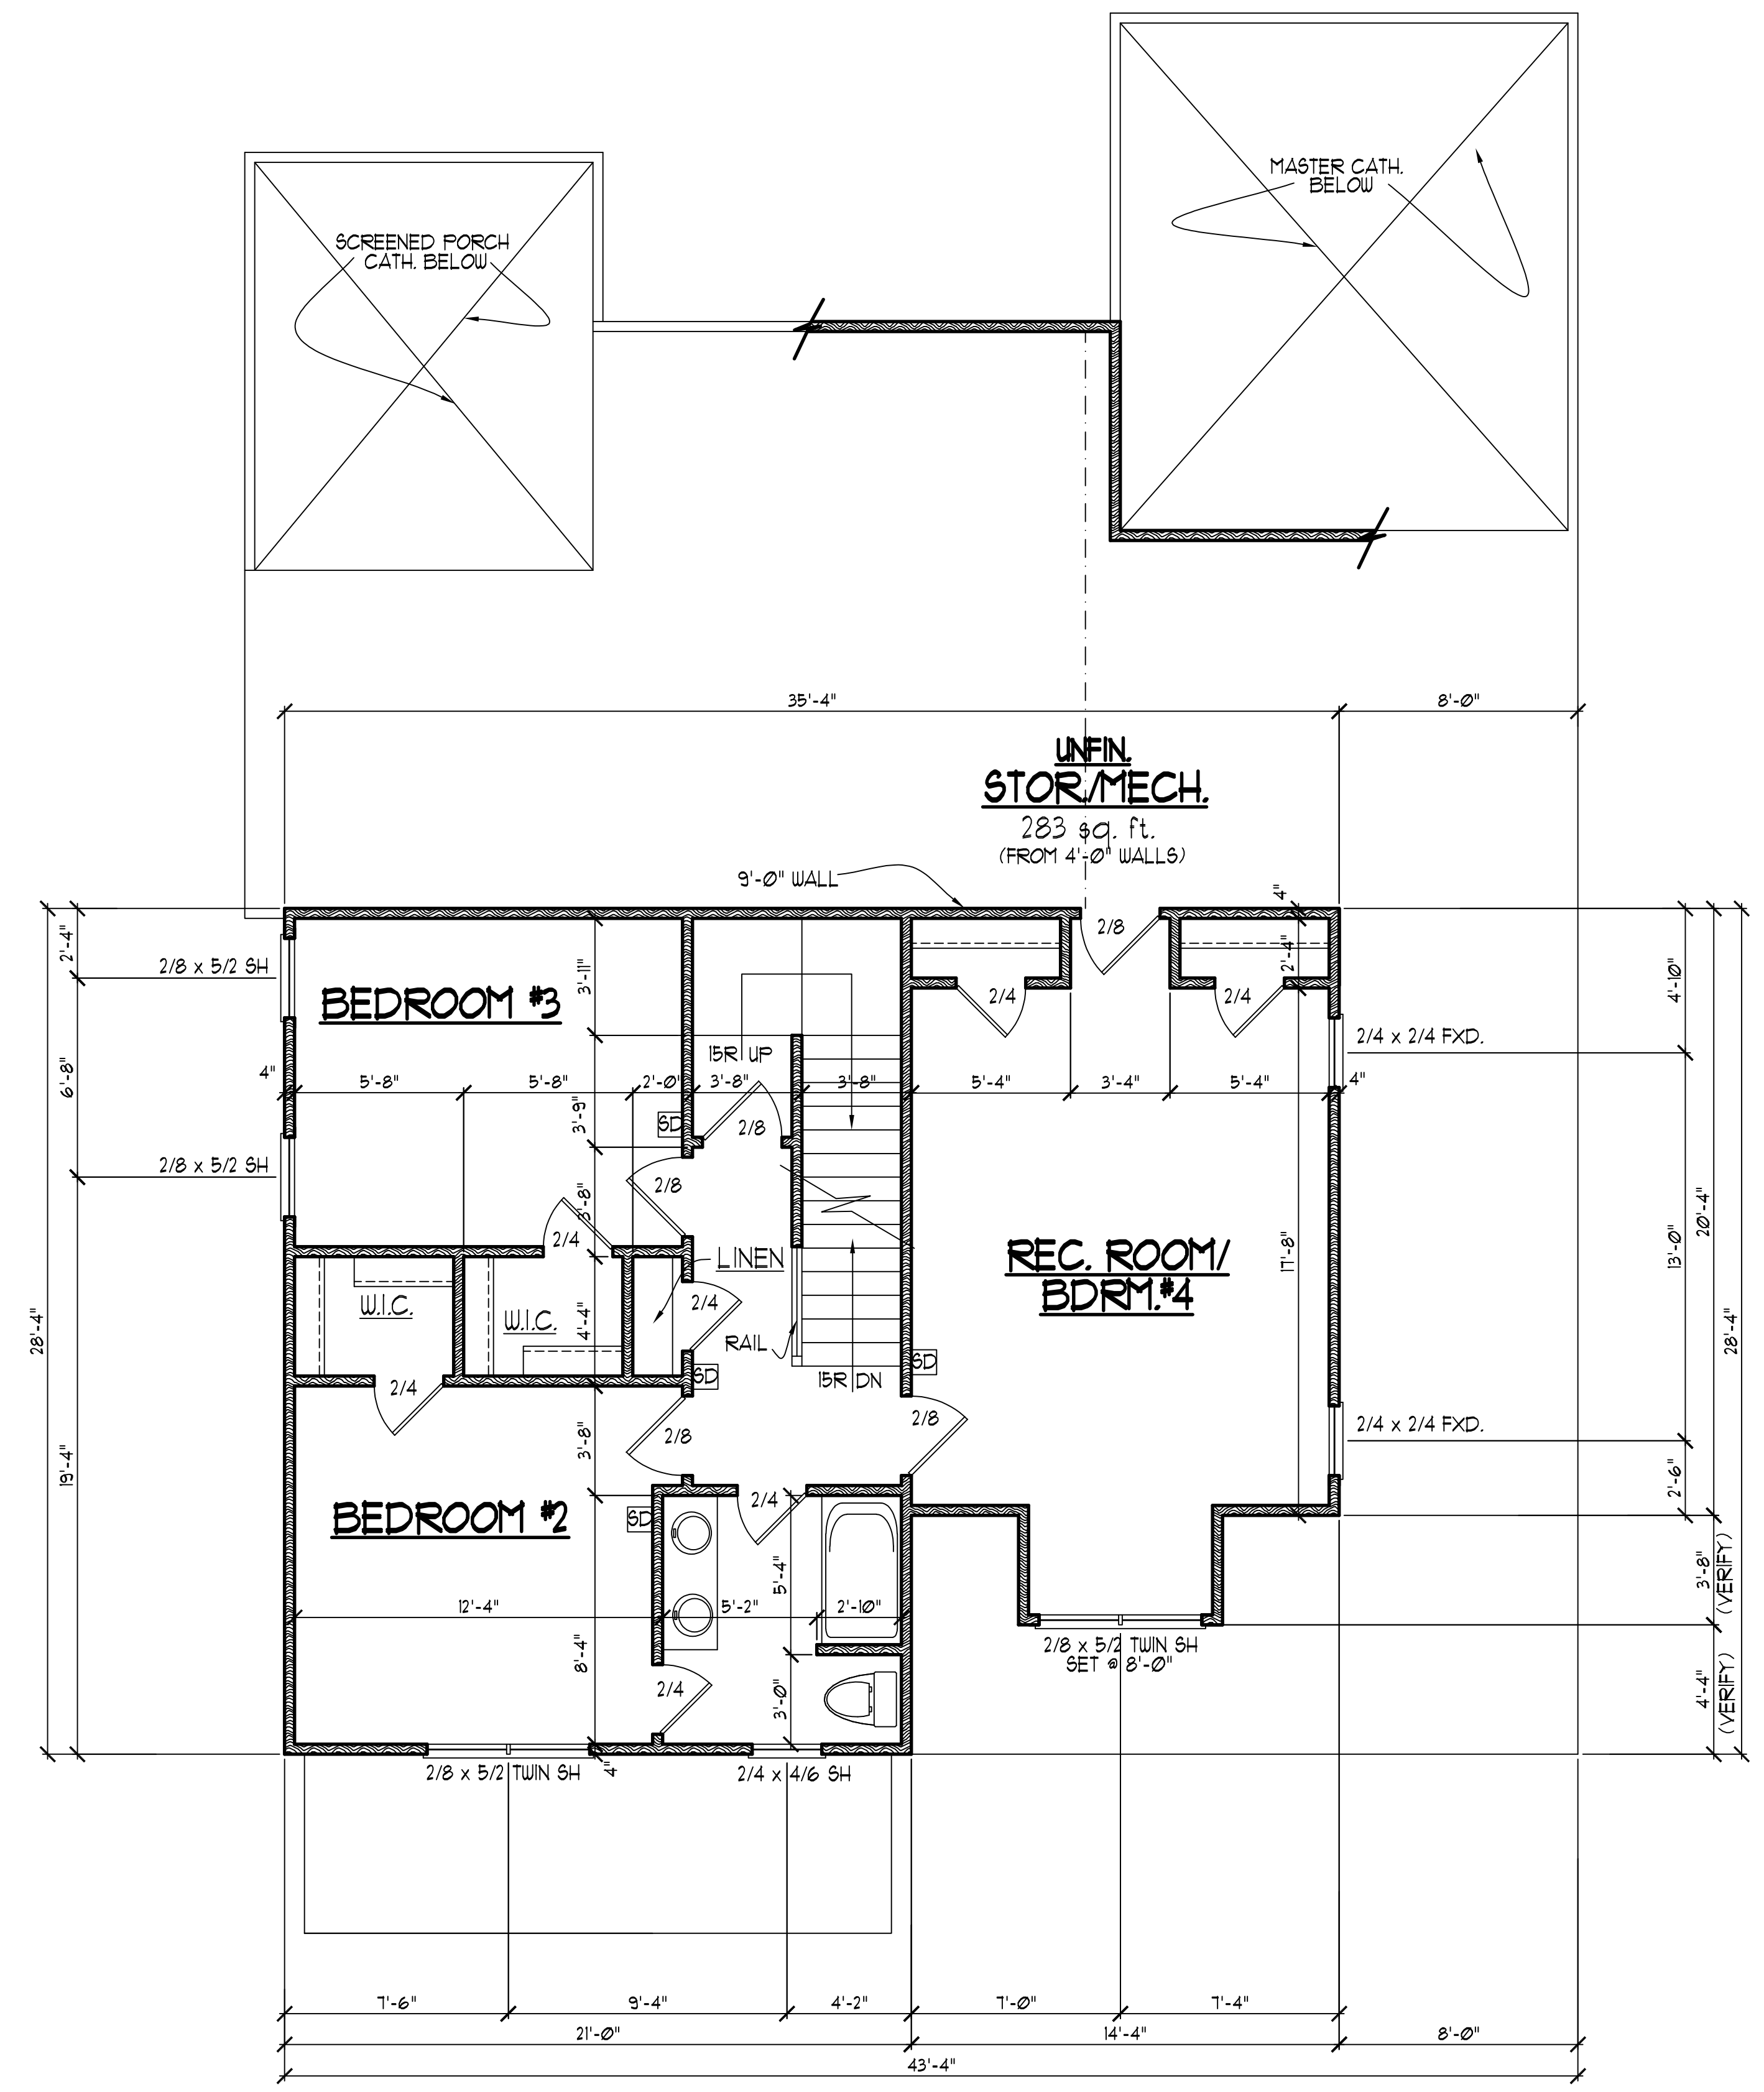 MASTER CATH.
BELOW
SCREENED PORCH
CATH. BELOW
35'-4"
8'-0"
UNFIN.
STOR./MECH.
283 sq. ft.
(FROM 4'-0" WALLS)
9'-0" WALL
4"
2'-4"
2/8
2'-4"
4'-10"
2/8 x 5/2 SH
3'-11"
BEDROOM #3
2/4
2/4
2/4 x 2/4 FXD.
15R UP
6'-8"
4"
5'-8"
5'-8"
2'-0"
3'-8"
3'-8"
5'-4"
3'-4"
5'-4"
4"
3'-9"
SD
2/8
2/8 x 5/2 SH
2/8
3'-8"
20'-4"
2/4
LINEN
REC. ROOM/
BDRM.#4
17'-8"
13'-0"
W.I.C.
W.I.C.
4'-4"
2/4
RAIL
28'-4"
28'-4"
SD
SD
15R DN
2/4
2/8
2/8
2/4 x 2/4 FXD.
3'-8"
19'-4"
2'-6"
2/4
BEDROOM #2
SD
5'-4"
3'-8"
(VERIFY)
12'-4"
5'-2"
2'-10"
8'-4"
2/8 x 5/2 TWIN SH
SET @ 8'-0"
2/4
3'-0"
4'-4"
(VERIFY)
2/8 x 5/2 TWIN SH
4"
2/4 x 4/6 SH
7'-6"
9'-4"
4'-2"
7'-0"
7'-4"
21'-0"
14'-4"
8'-0"
43'-4"